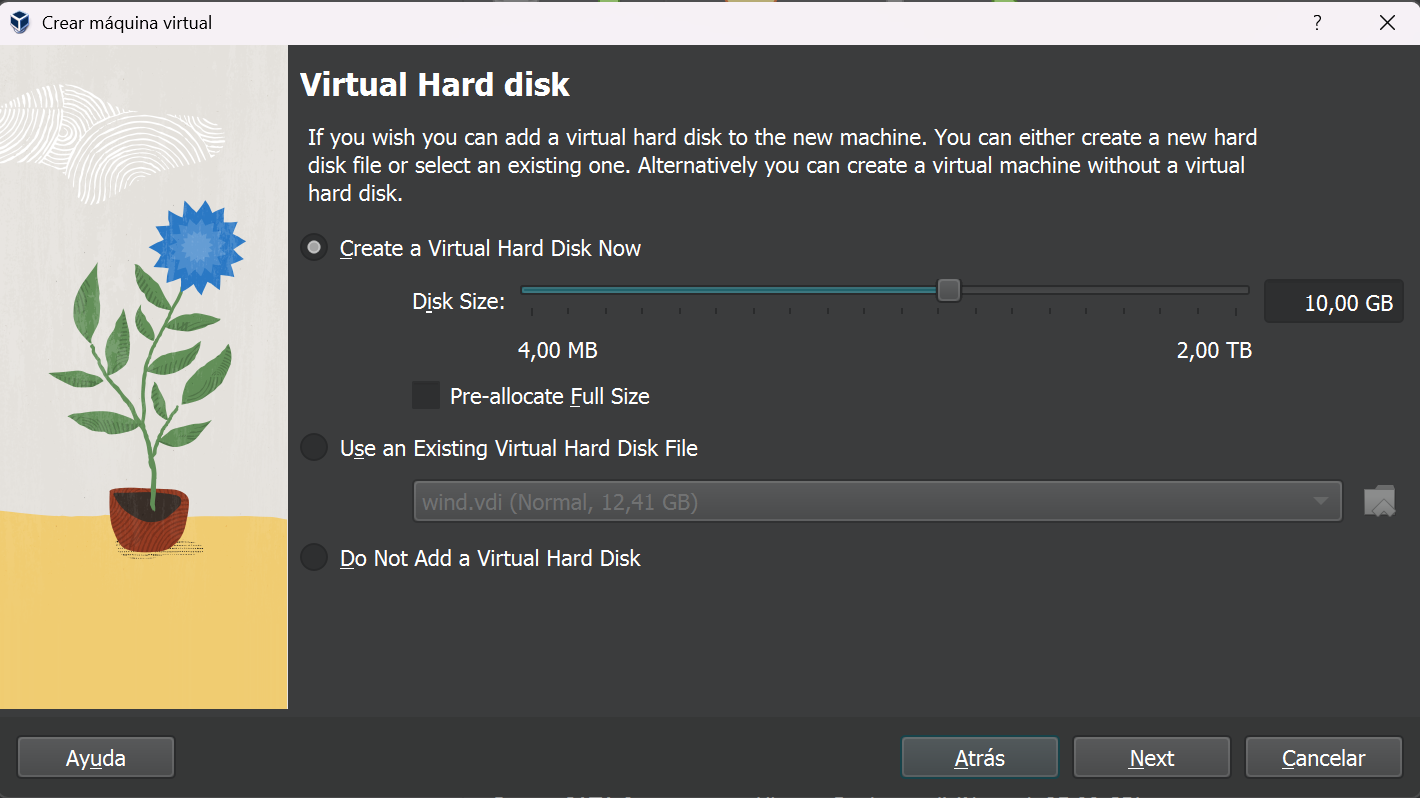 Crear máquina virtual
?
Virtual Hard disk
If you wish you can add a virtual hard disk to the new machine. You can either create a new hard
disk file or select an existing one. Alternatively you can create a virtual machine without a virtual
hard disk.
Create a Virtual Hard Disk Now
Disk Size:
10,00 GB
4,00 MB
2,00 TB
Pre-allocate Full Size
Use an Existing Virtual Hard Disk File
wind.vdi (Normal, 12,41 GB)
Do Not Add a Virtual Hard Disk
Ayuda
Atrás
Next
Cancelar